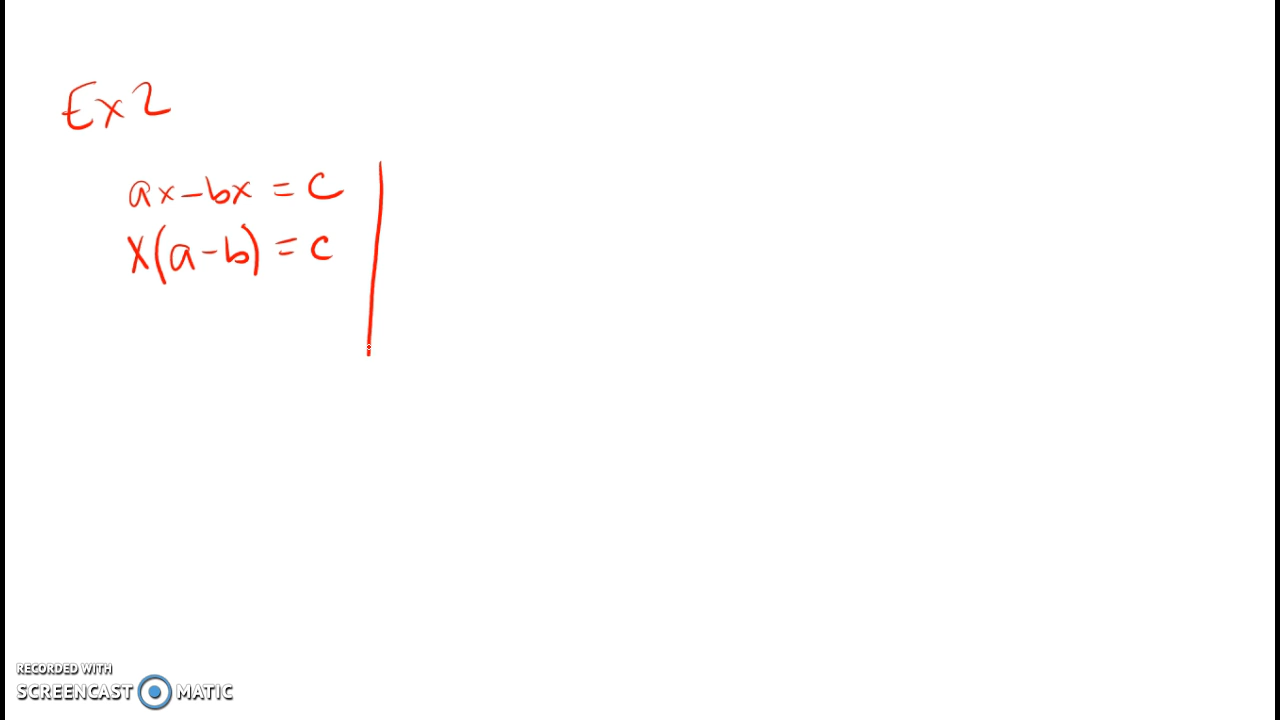 Ex 2
ax - bx = c
x(a - b) = c
RECORDED WITH
SCREENCAST MATIC